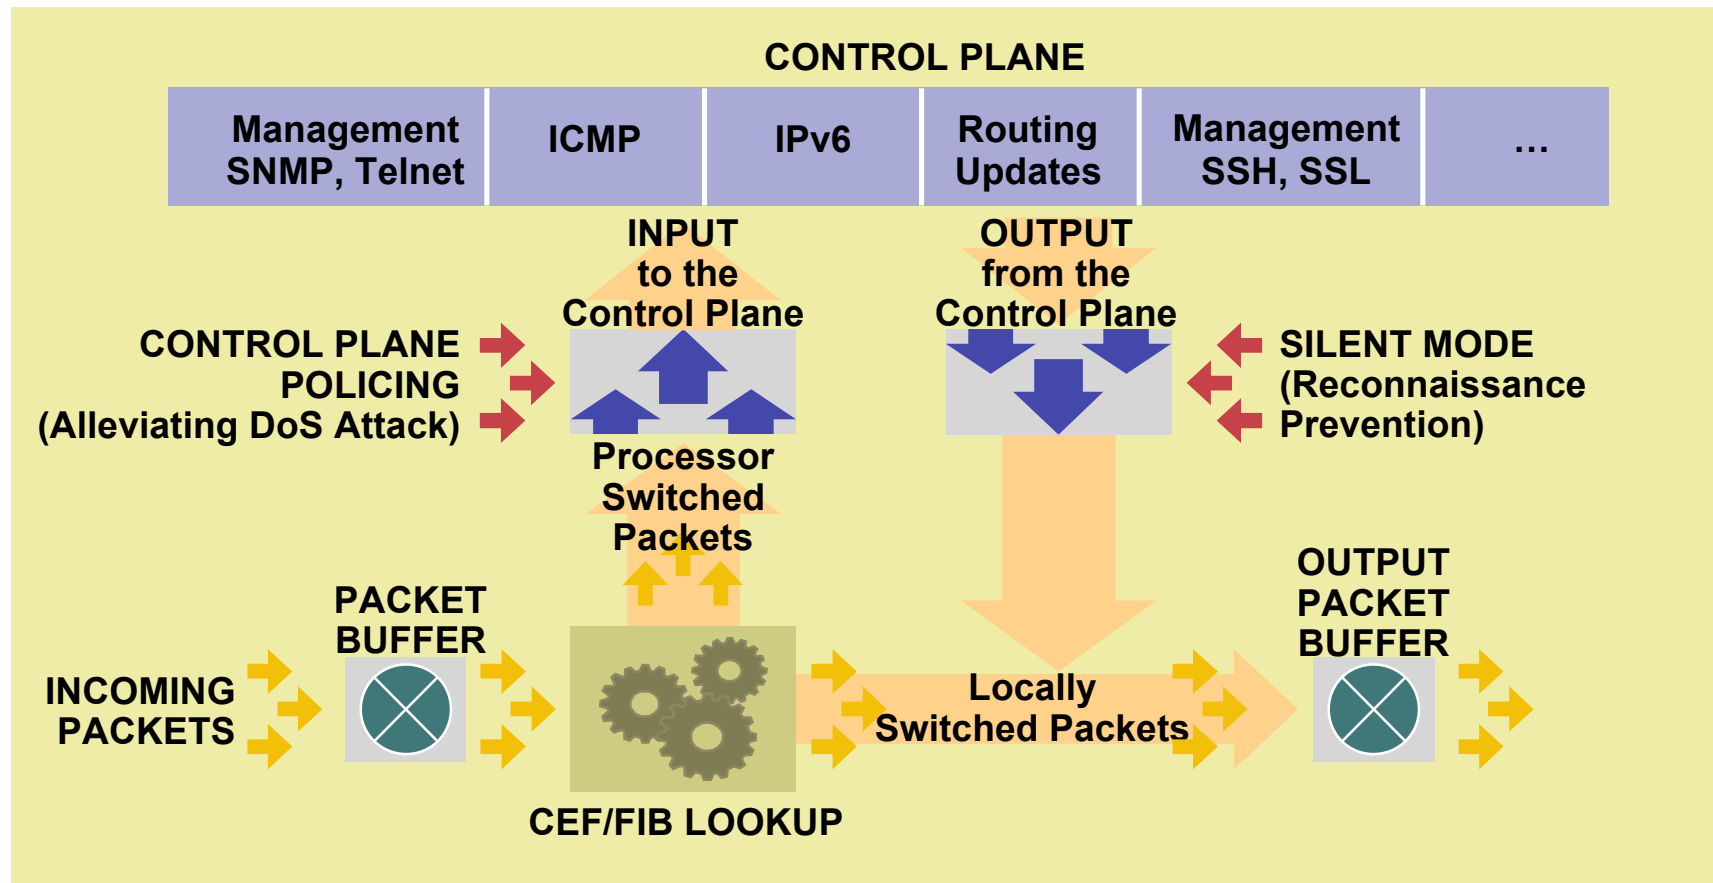 CONTROL PLANE
Management
SNMP, Telnet
ICMP
IPv6
Routing
Updates
Management
SSH, SSL
...
INPUT
to the
Control Plane
OUTPUT
from the
Control Plane
CONTROL PLANE
POLICING
(Alleviating DoS Attack)
SILENT MODE
(Reconnaissance
Prevention)
Processor
Switched
Packets
PACKET
BUFFER
OUTPUT
PACKET
BUFFER
INCOMING
PACKETS
Locally
Switched Packets
CEF/FIB LOOKUP